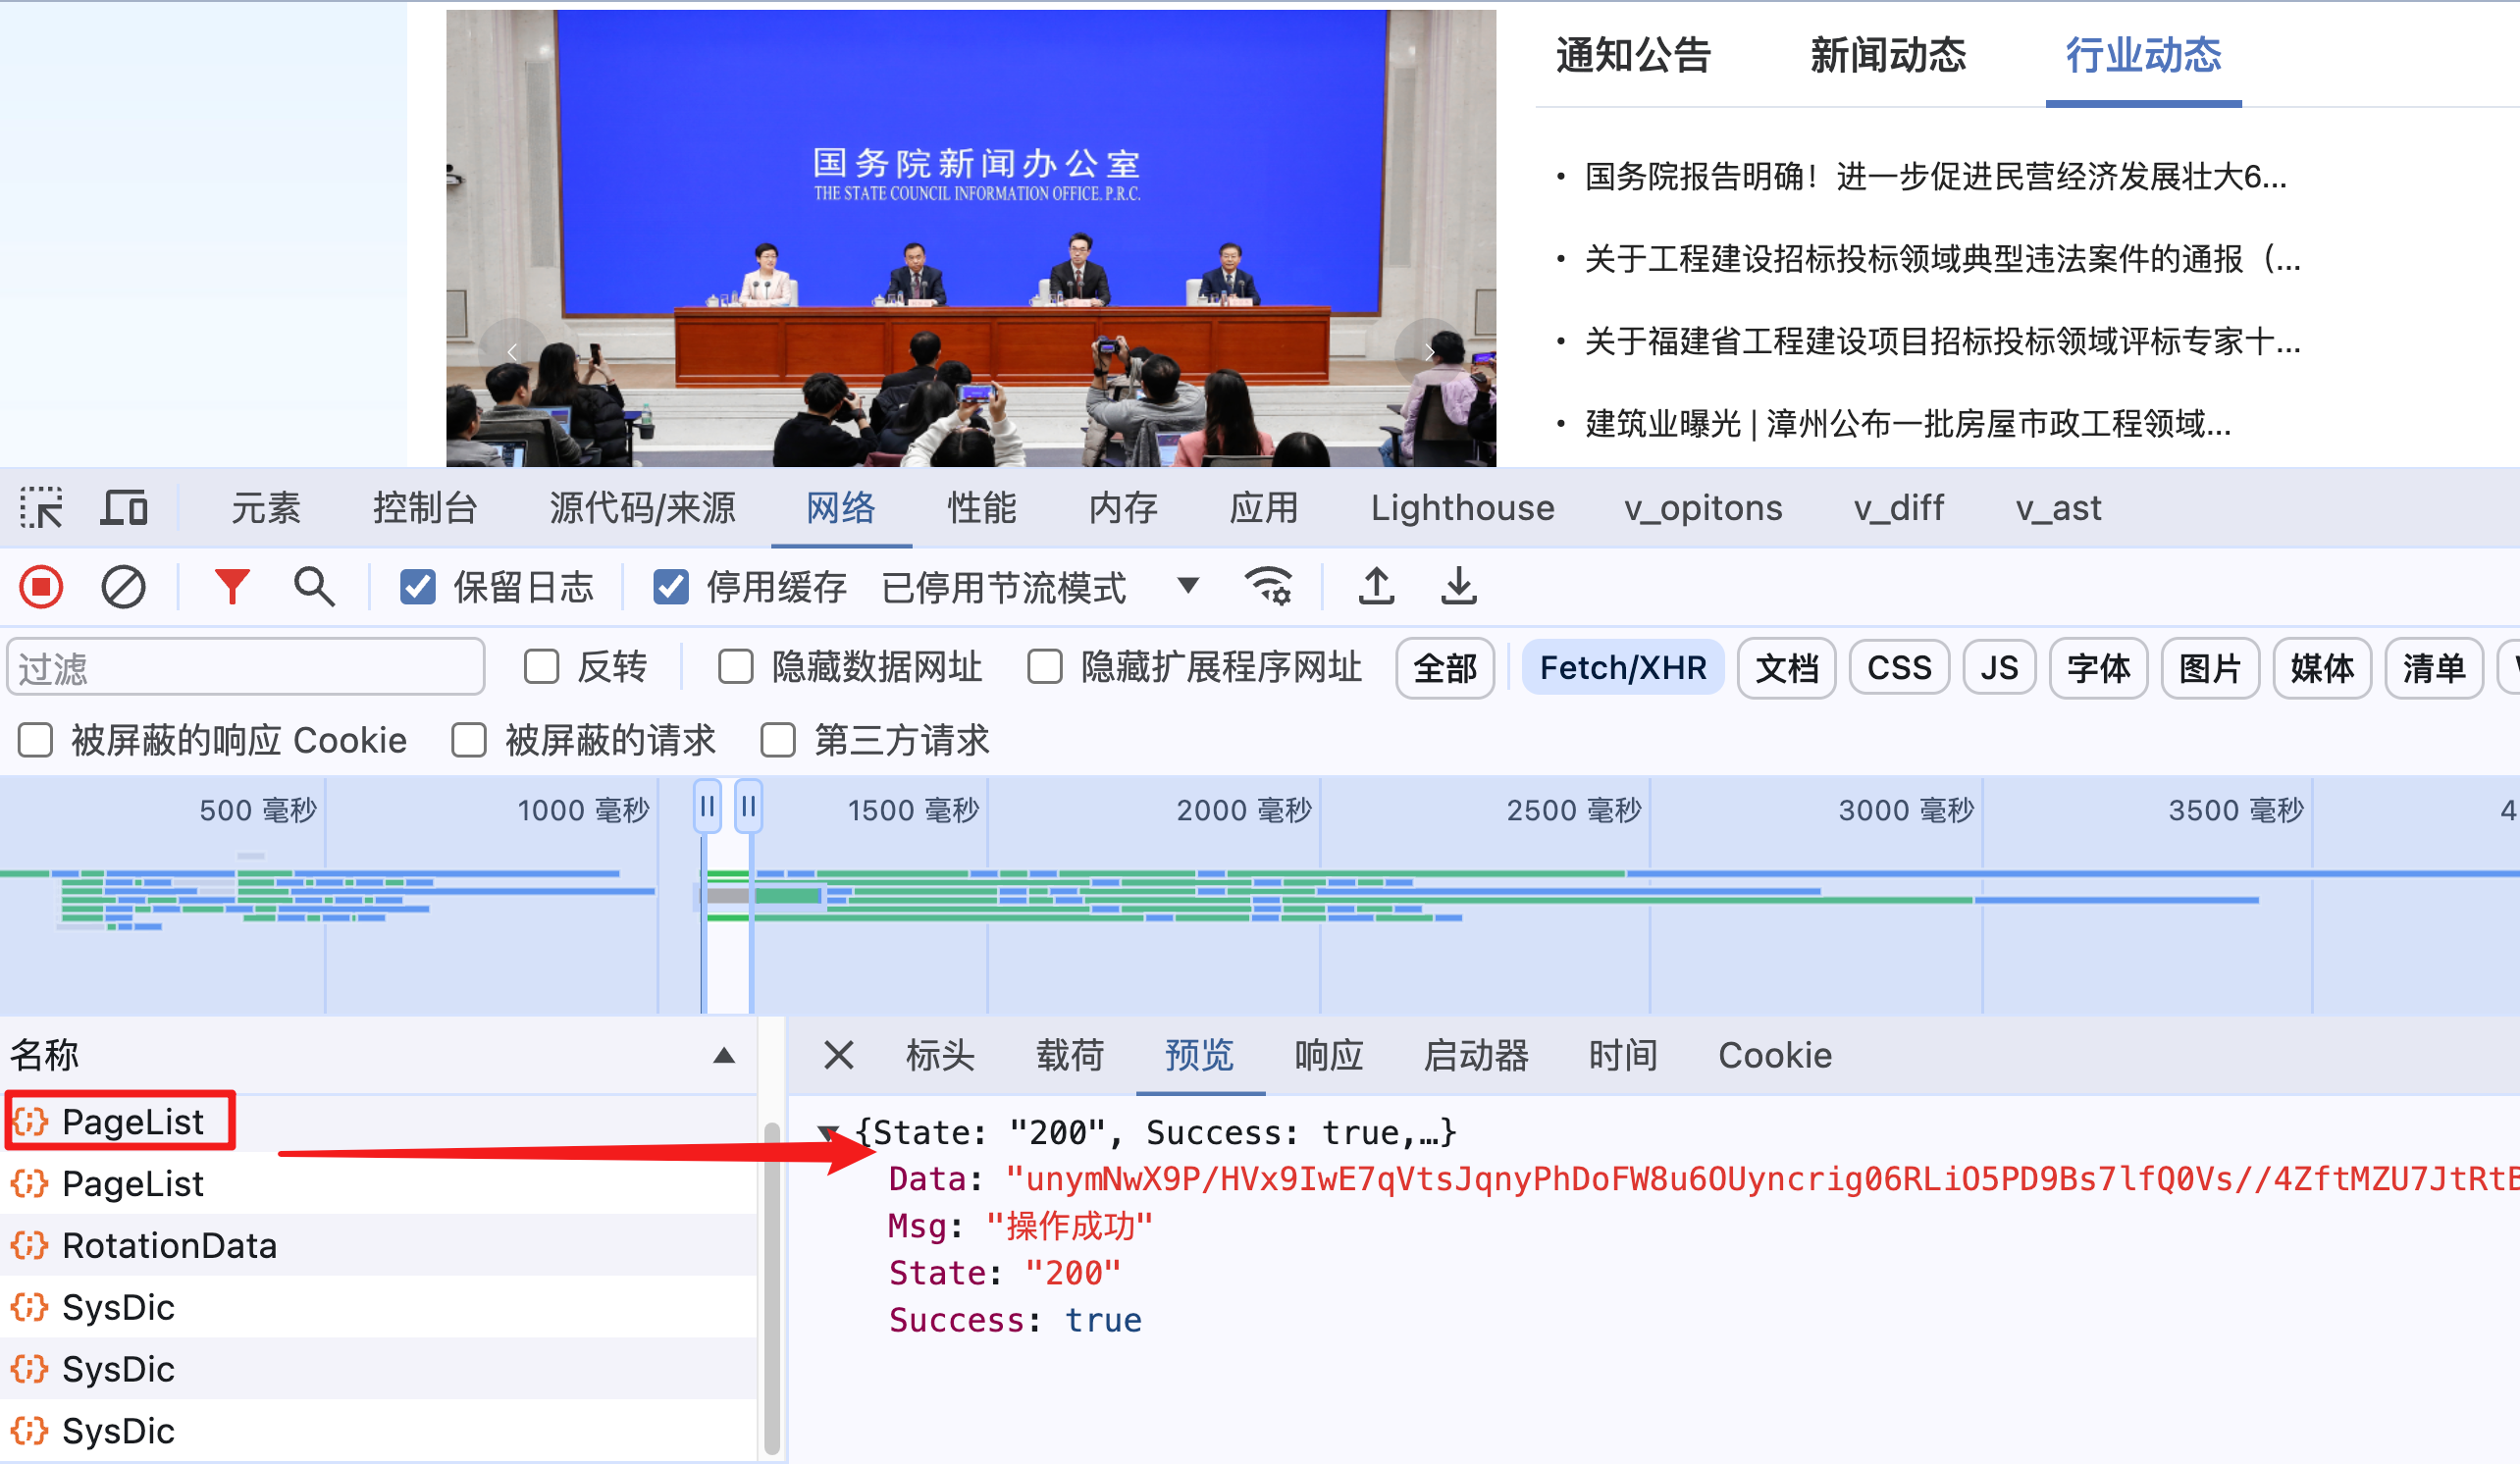 国务院新闻办公室
THE STATE COUNCIL INFORMATION OFFICE, P.R.C.
通知公告 新闻动态 行业动态
• 国务院报告明确！进一步促进民营经济发展壮大6...
• 关于工程建设招标投标领域典型违法案件的通报（...
• 关于福建省工程建设项目招标投标领域评标专家十...
• 建筑业曝光 | 漳州公布一批房屋市政工程领域...
元素 控制台 源代码/来源 网络 性能 内存 应用 Lighthouse v_opitons v_diff v_ast
保留日志 停用缓存 已停用节流模式
过滤 反转 隐藏数据网址 隐藏扩展程序网址 全部 Fetch/XHR 文档 CSS JS 字体 图片 媒体 清单
被屏蔽的响应 Cookie 被屏蔽的请求 第三方请求
500 毫秒 1000 毫秒 1500 毫秒 2000 毫秒 2500 毫秒 3000 毫秒 3500 毫秒 4
名称
PageList
PageList
RotationData
SysDic
SysDic
SysDic
标头 载荷 预览 响应 启动器 时间 Cookie
{State: "200", Success: true,…}
Data: "unymNwX9P/HVx9IwE7qVtsJqnyPhDoFW8u6OUyncrig06RLiO5PD9Bs7lfQ0Vs//4ZftMZU7JtRtE
Msg: "操作成功"
State: "200"
Success: true